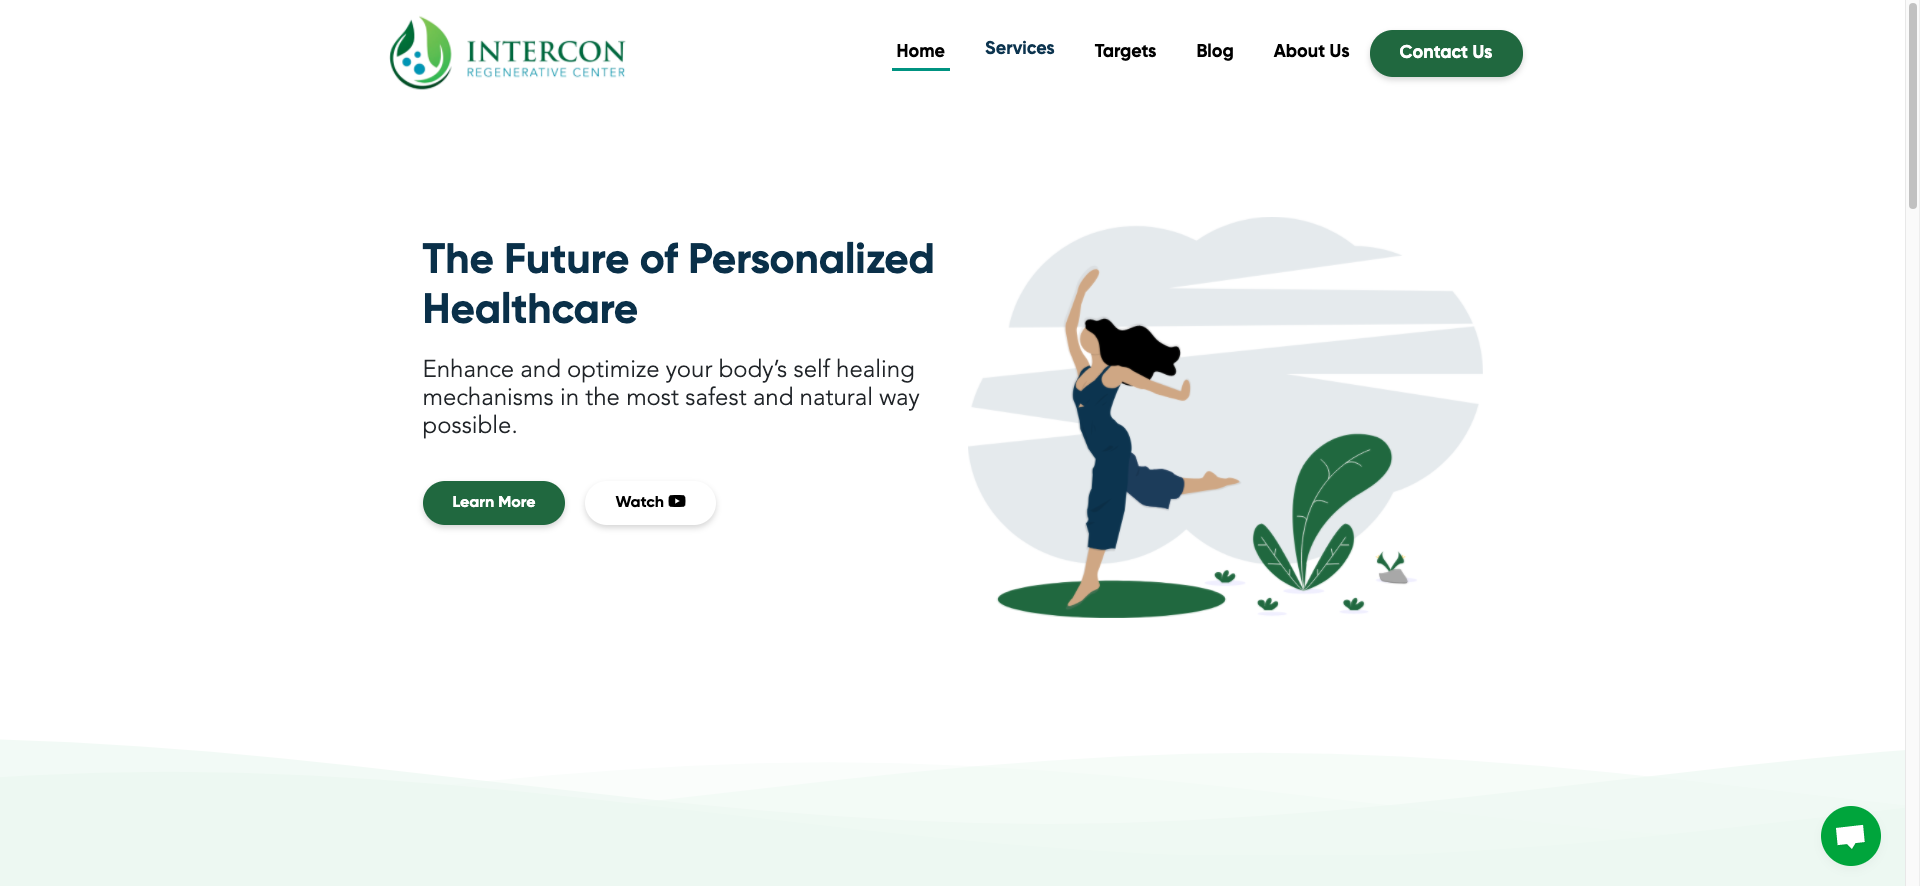 INTERCON
REGENERATIVE CENTER
Home Services Targets Blog About Us Contact Us
The Future of Personalized
Healthcare
Enhance and optimize your body’s self healing
mechanisms in the most safest and natural way
possible.
Learn More Watch